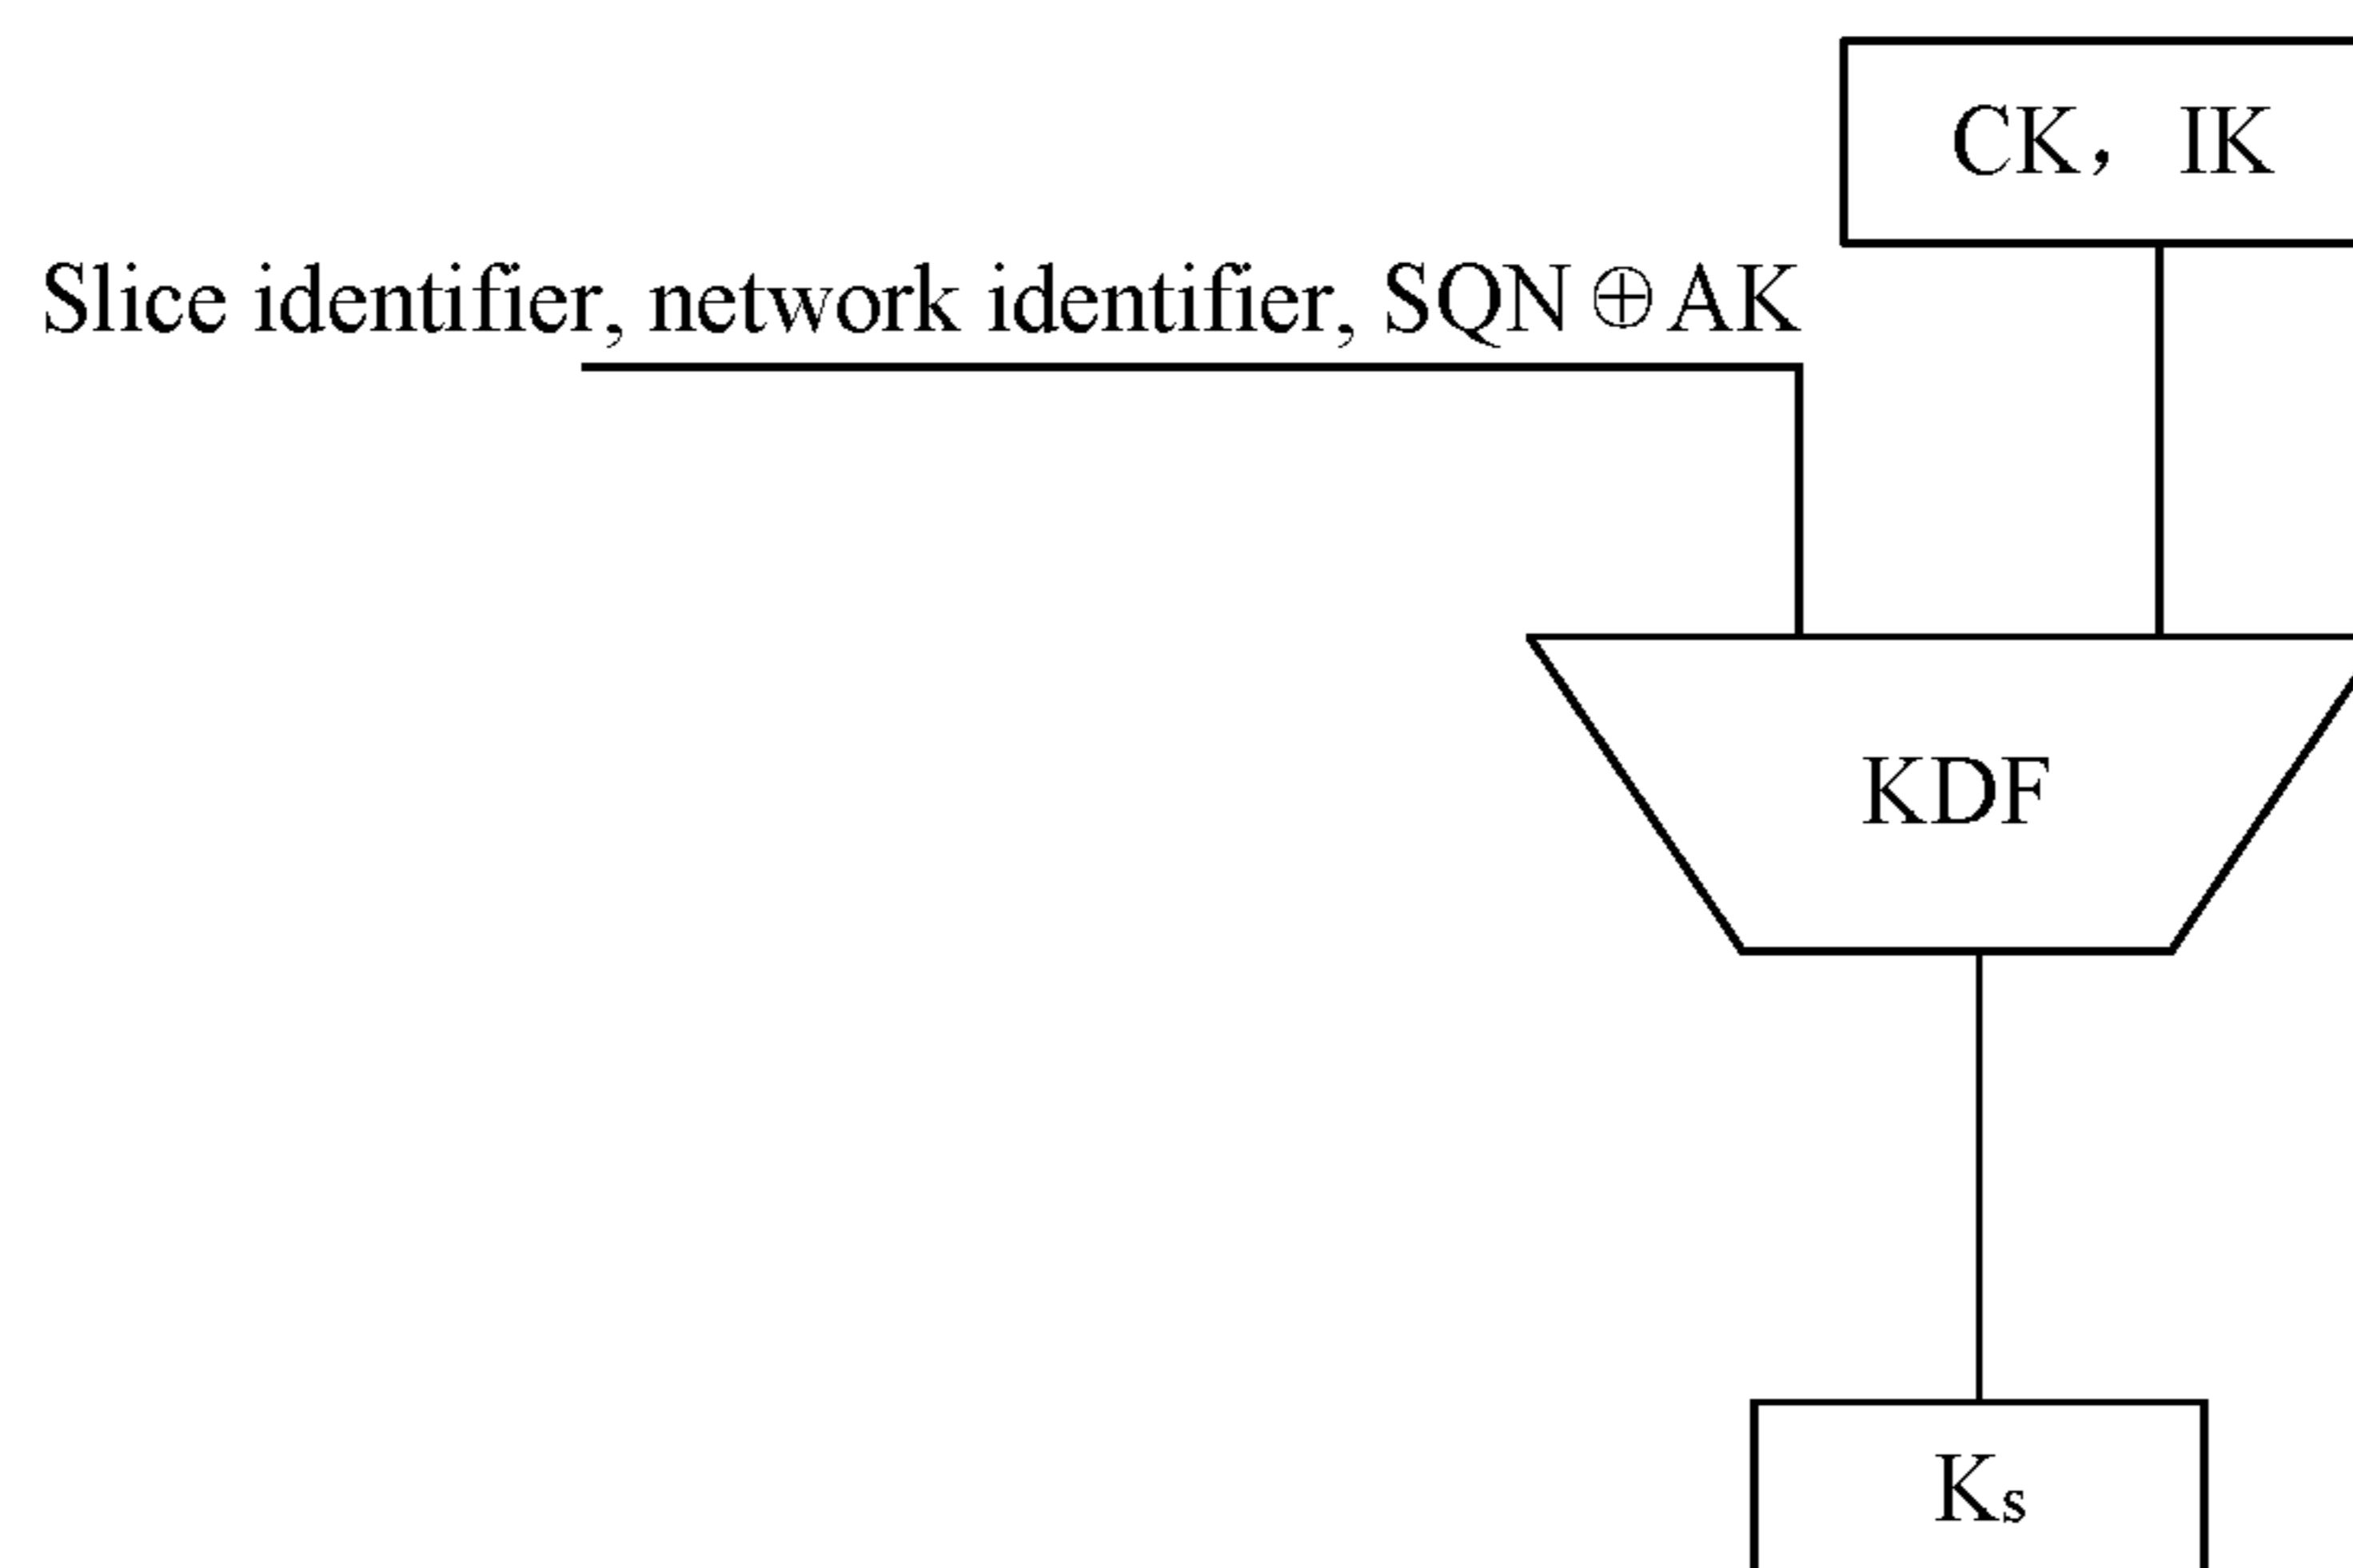 CK，IK
Slice identifier, network identifier, SQN⊕AK
KDF
Ks